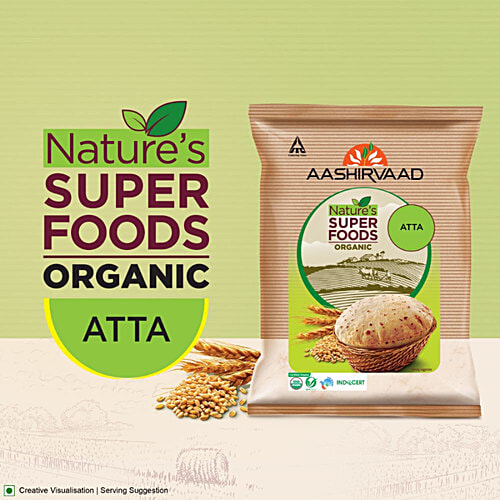 Nature's
SUPER
FOODS
ORGANIC
ATTA
AASHIRVAAD
Nature's
SUPER
FOODS
ORGANIC
ATTA
INDOCERT
Creative Visualisation | Serving Suggestion